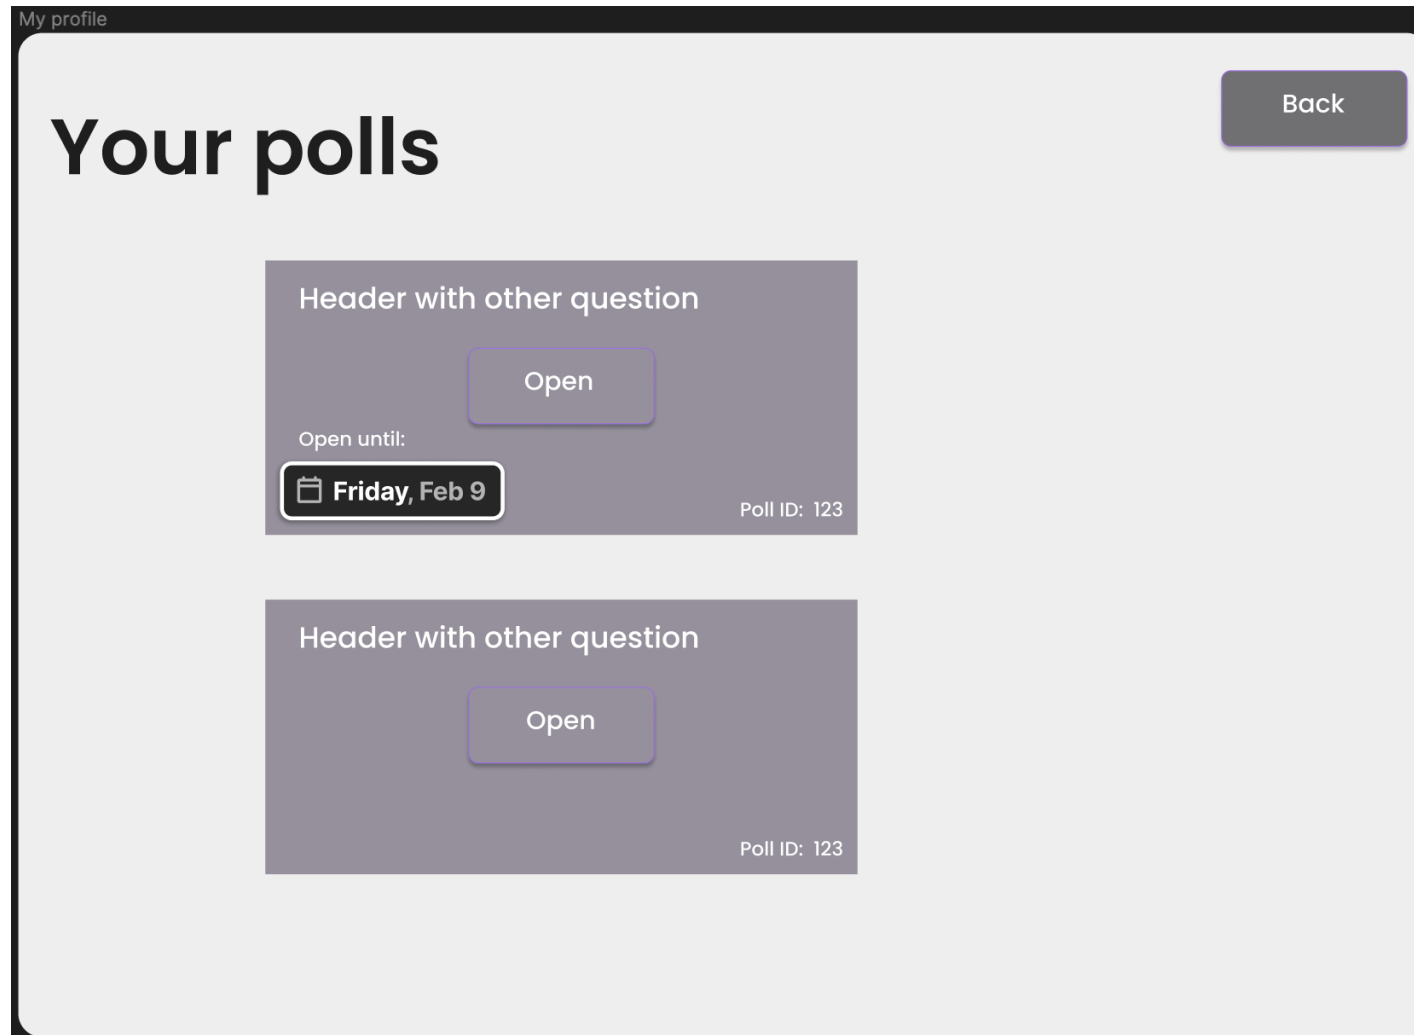 My profile
Back
Your polls
Header with other question
Open
Open until:
Friday, Feb 9
Poll ID: 123
Header with other question
Open
Poll ID: 123